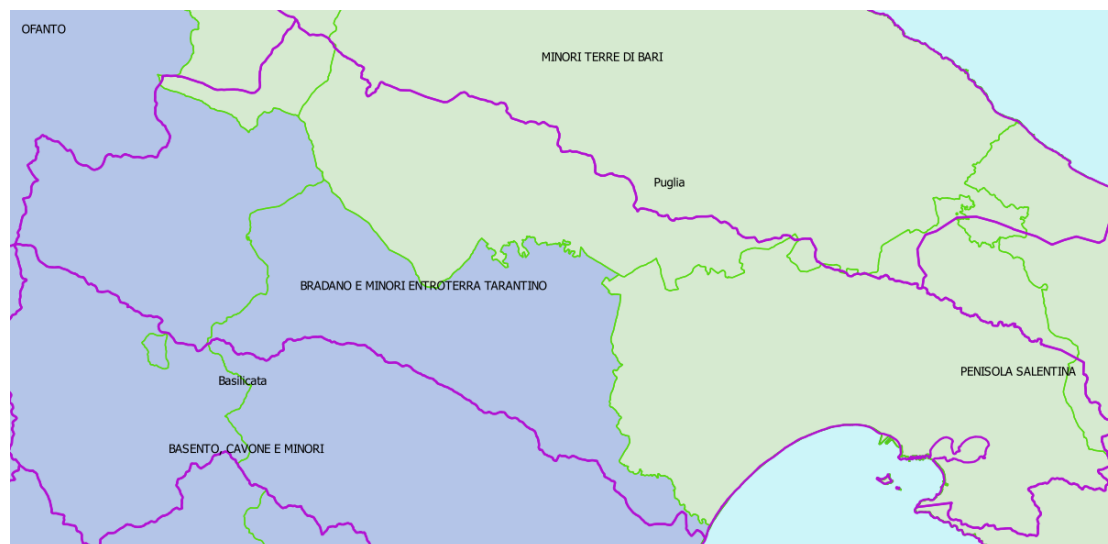 OFANTO
MINORI TERRE DI BARI
Puglia
BRADANO E MINORI ENTROTERRA TARANTINO
PENISOLA SALENTINA
Basilicata
BASENTO, CAVONE E MINORI